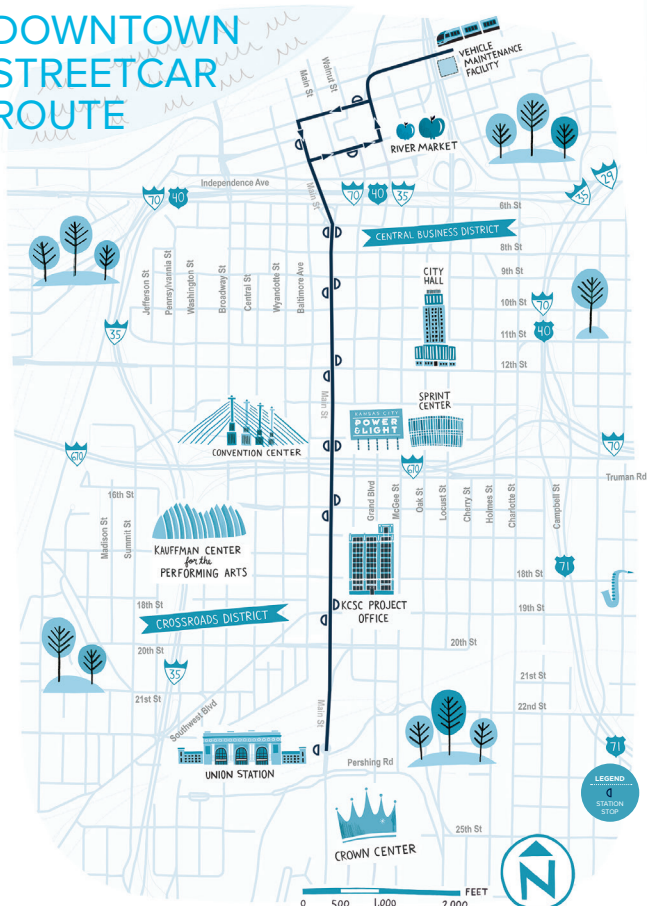 DOWNTOWN
STREETCAR
ROUTE
VEHICLE
MAINTENANCE
FACILITY
Main St
Walnut St
RIVER MARKET
29
35
Independence Ave
70
40
70
40
35
Main St
6th St
CENTRAL BUSINESS DISTRICT
8th St
9th St
CITY
HALL
Jefferson St
Pennsylvania St
Washington St
Broadway St
Central St
Wyandotte St
Baltimore Ave
10th St
70
11th St
40
35
12th St
Main St
SPRINT
CENTER
KANSAS CITY
POWER
& LIGHT
CONVENTION CENTER
670
70
670
Truman Rd
16th St
Grand Blvd
McGee St
Oak St
Locust St
Cherry St
Holmes St
Charlotte St
Campbell St
Madison St
Summit St
KAUFFMAN CENTER
for the
PERFORMING ARTS
71
18th St
18th St
KCSC PROJECT
OFFICE
19th St
CROSSROADS DISTRICT
20th St
20th St
35
21st St
21st St
22nd St
Main St
Southwest Blvd
71
UNION STATION
Pershing Rd
LEGEND
STATION
STOP
CROWN CENTER
25th St
N
FEET
0 500 1,000 2,000